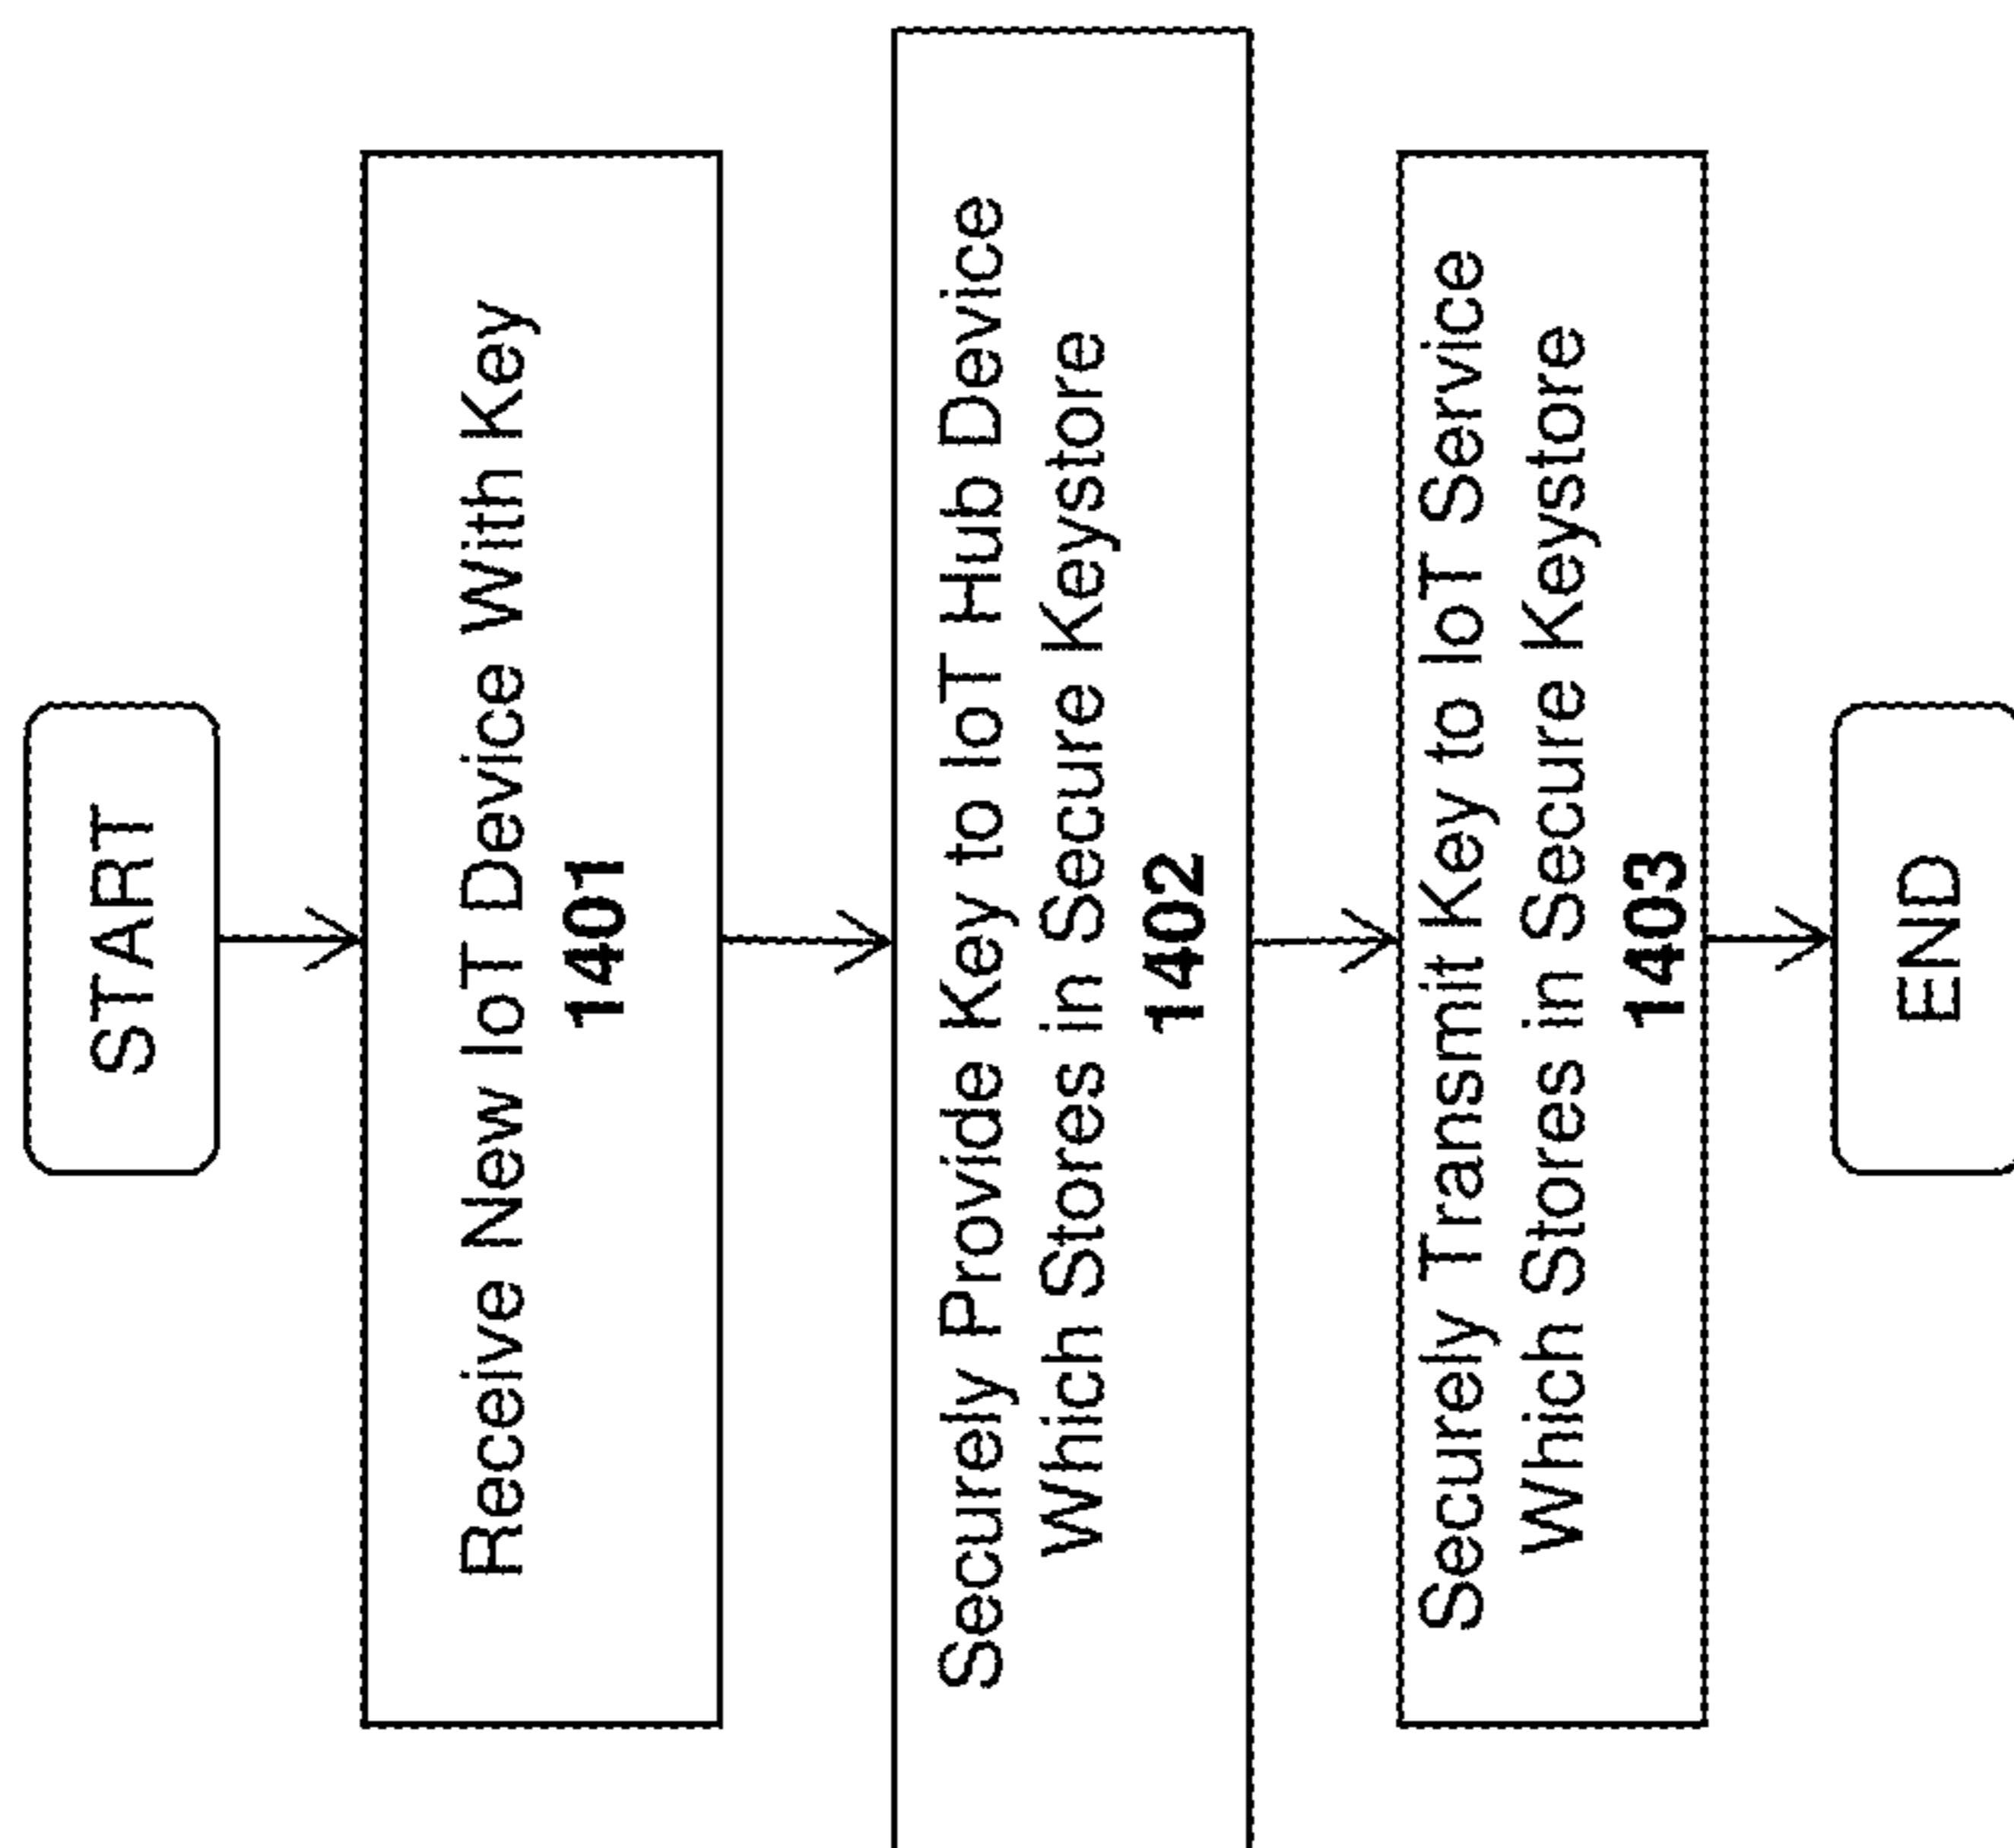 START
Receive New IoT Device With Key
1401
Securely Provide Key to IoT Hub Device
Which Stores in Secure Keystore
1402
Securely Transmit Key to IoT Service
Which Stores in Secure Keystore
1403
END